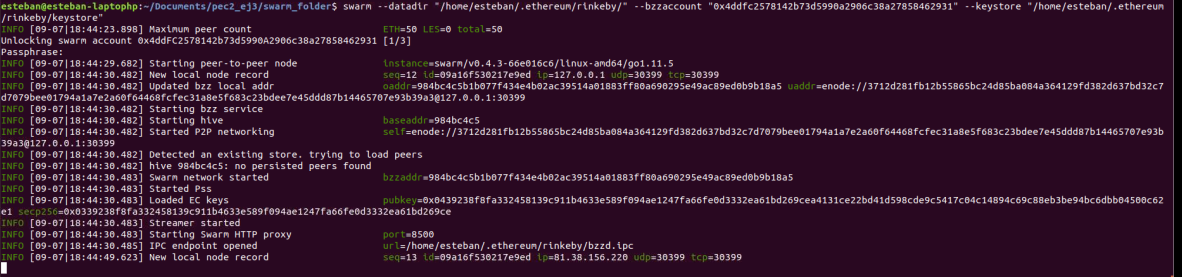 esteban@esteban-laptophp:~/Documents/pec2_ej3/swarm_folder$ swarm --datadir "/home/esteban/.ethereum/rinkeby/" --bzzaccount "0x4ddfc2578142b73d5990a2906c38a27858462931" --keystore "/home/esteban/.ethereum
/rinkeby/keystore"
INFO [09-07|18:44:23.898] Maximum peer count ETH=50 LES=0 total=50
Unlocking swarm account 0x4ddFC2578142b73d5990A2906c38a27858462931 [1/3]
Passphrase:
INFO [09-07|18:44:29.682] Starting peer-to-peer node instance=swarm/v0.4.3-66e016c6/linux-amd64/go1.11.5
INFO [09-07|18:44:30.482] New local node record seq=12 id=09a16f530217e9ed ip=127.0.0.1 udp=30399 tcp=30399
INFO [09-07|18:44:30.482] Updated bzz local addr oaddr=984bc4c5b1b077f434e4b02ac39514a01883ff80a690295e49ac89ed0b9b18a5 uaddr=enode://3712d281fb12b55865bc24d85ba084a364129fd382d637bd32c7
d7079bee01794a1a7e2a60f64468fcfec31a8e5f683c23bdee7e45ddd87b14465707e93b39a3@127.0.0.1:30399
INFO [09-07|18:44:30.482] Starting bzz service
INFO [09-07|18:44:30.482] Starting hive baseaddr=984bc4c5
INFO [09-07|18:44:30.482] Started P2P networking self=enode://3712d281fb12b55865bc24d85ba084a364129fd382d637bd32c7d7079bee01794a1a7e2a60f64468fcfec31a8e5f683c23bdee7e45ddd87b14465707e93b
39a3@127.0.0.1:30399
INFO [09-07|18:44:30.482] Detected an existing store. trying to load peers
INFO [09-07|18:44:30.482] hive 984bc4c5: no persisted peers found
INFO [09-07|18:44:30.483] Swarm network started bzzaddr=984bc4c5b1b077f434e4b02ac39514a01883ff80a690295e49ac89ed0b9b18a5
INFO [09-07|18:44:30.483] Started Pss
INFO [09-07|18:44:30.483] Loaded EC keys pubkey=0x0439238f8fa332458139c911b4633e589f094ae1247fa66fe0d3332ea61bd269cea4131ce22bd41d598cde9c5417c04c14894c69c88eb3be94bc6dbb04500c62
e1 secp256=0x0339238f8fa332458139c911b4633e589f094ae1247fa66fe0d3332ea61bd269ce
INFO [09-07|18:44:30.483] Streamer started
INFO [09-07|18:44:30.483] Starting Swarm HTTP proxy port=8500
INFO [09-07|18:44:30.485] IPC endpoint opened url=/home/esteban/.ethereum/rinkeby/bzzd.ipc
INFO [09-07|18:44:49.623] New local node record seq=13 id=09a16f530217e9ed ip=81.38.156.220 udp=30399 tcp=30399